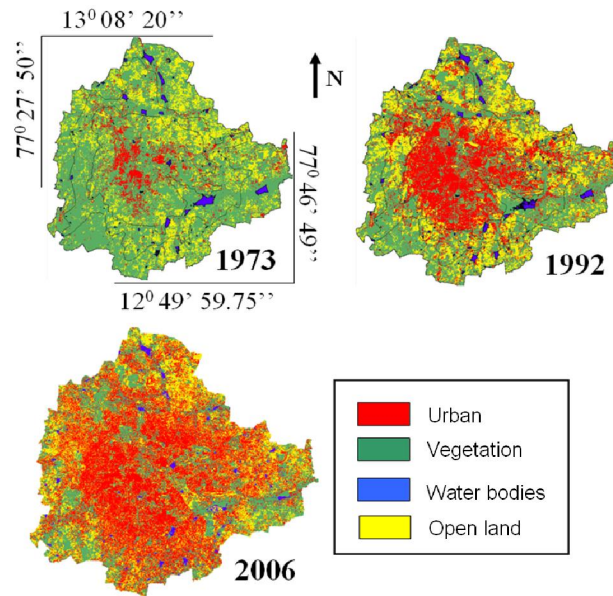 13⁰ 08’ 20’’
77⁰ 27’ 50’’
N
77⁰ 46’ 49’’
1973
12⁰ 49’ 59.75’’
1992
2006
Urban
Vegetation
Water bodies
Open land